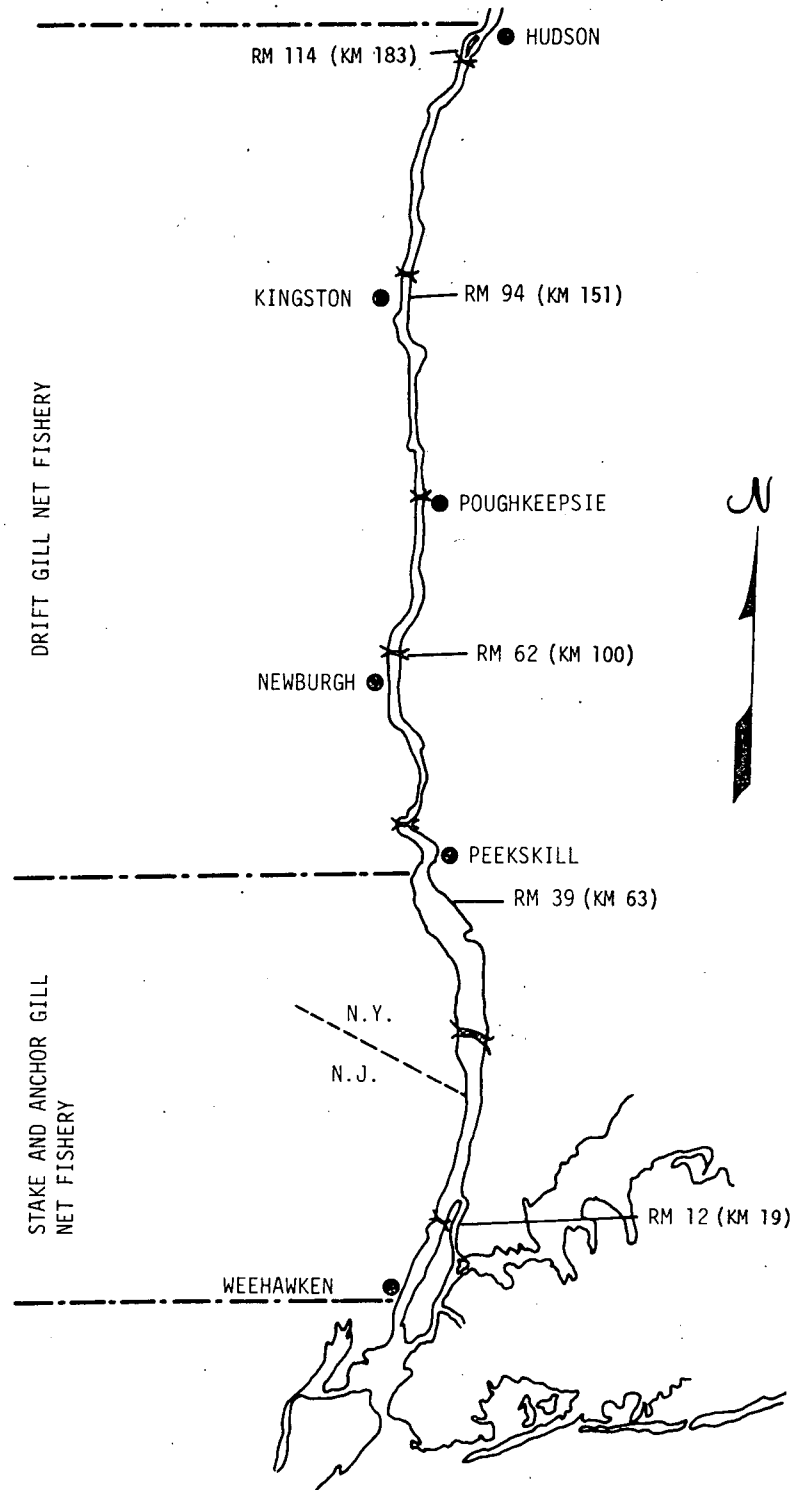 HUDSON
RM 114 (KM 183)
KINGSTON
RM 94 (KM 151)
DRIFT GILL NET FISHERY
POUGHKEEPSIE
N
RM 62 (KM 100)
NEWBURGH
PEEKSKILL
RM 39 (KM 63)
N.Y.
N.J.
STAKE AND ANCHOR GILL
NET FISHERY
RM 12 (KM 19)
WEEHAWKEN